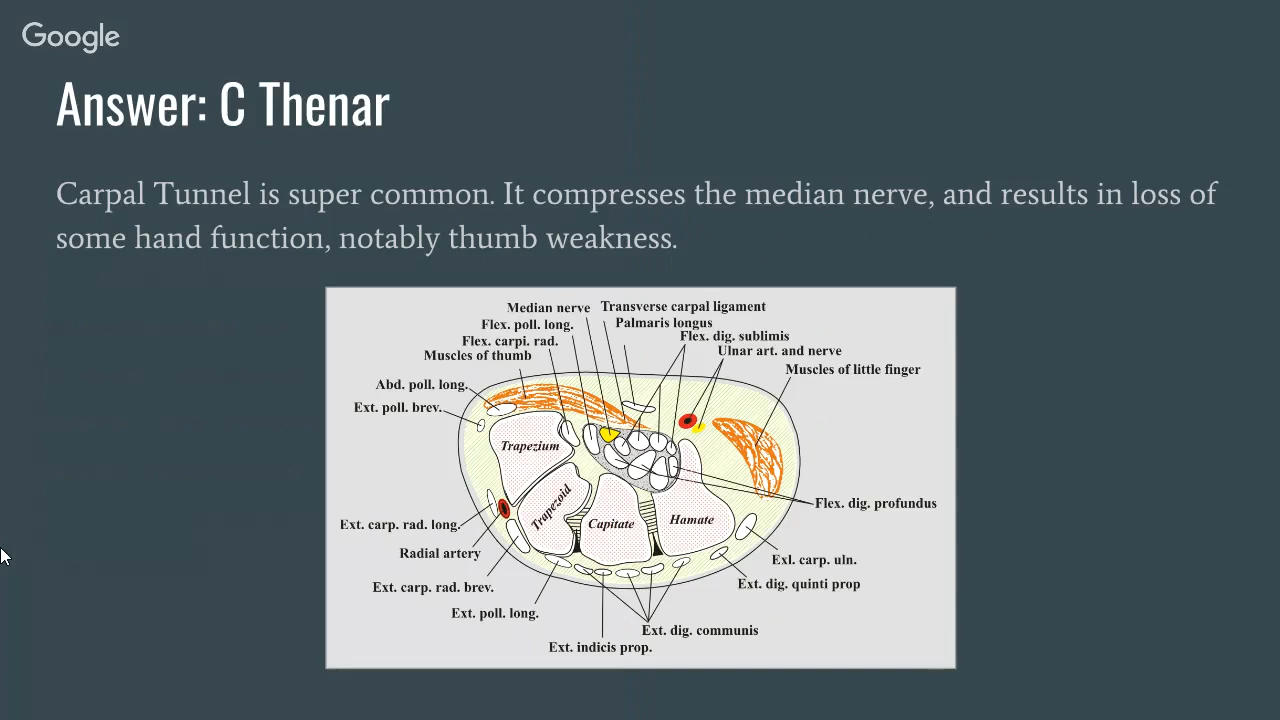 Google
Answer: C Thenar
Carpal Tunnel is super common. It compresses the median nerve, and results in loss of
some hand function, notably thumb weakness.
Median nerve
Transverse carpal ligament
Flex. poll. long.
Palmaris longus
Flex. carpi. rad.
Flex. dig. sublimis
Muscles of thumb
Ulnar art. and nerve
Abd. poll. long.
Muscles of little finger
Ext. poll. brev.
Trapezium
Trapezoid
Capitate
Hamate
Flex. dig. profundus
Ext. carp. rad. long.
Radial artery
Exl. carp. uln.
Ext. carp. rad. brev.
Ext. dig. quinti prop
Ext. poll. long.
Ext. dig. communis
Ext. indicis prop.